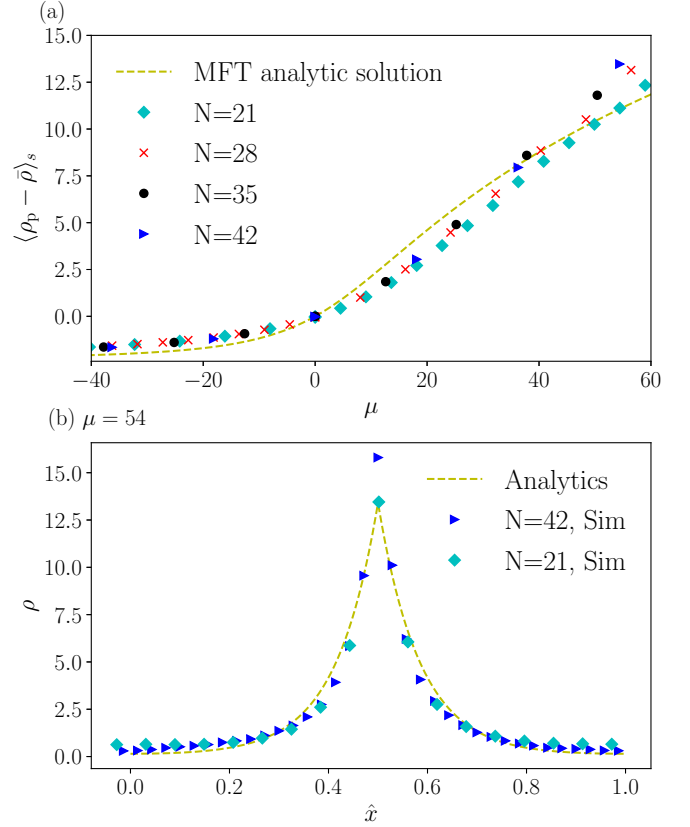 (a)
15.0
12.5
10.0
7.5
5.0
2.5
0.0
⟨ρp − ρ̄⟩s
MFT analytic solution
N=21
N=28
N=35
N=42
−40
−20
0
20
40
60
μ
(b) μ = 54
15.0
12.5
10.0
7.5
5.0
2.5
0.0
ρ
Analytics
N=42, Sim
N=21, Sim
0.0
0.2
0.4
0.6
0.8
1.0
x̂